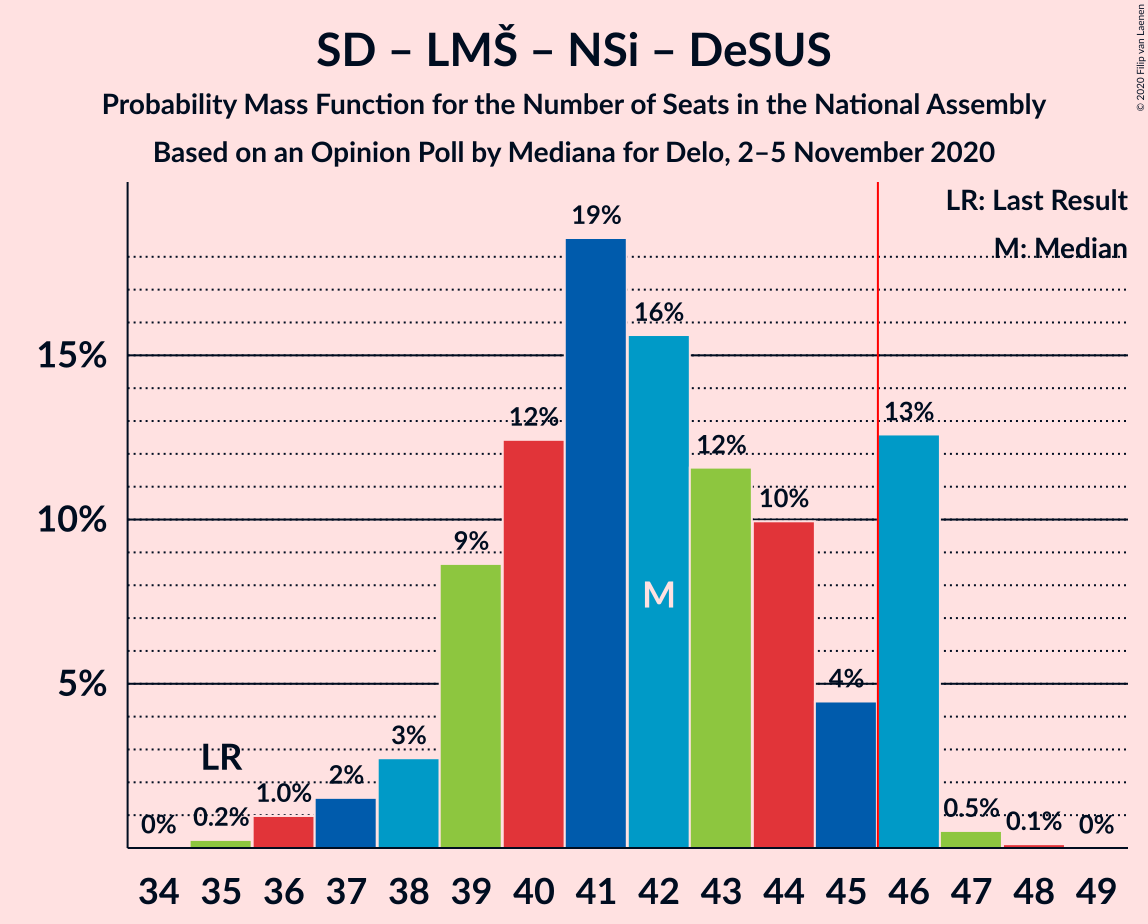 SD – LMŠ – NSi – DeSUS
Probability Mass Function for the Number of Seats in the National Assembly
Based on an Opinion Poll by Mediana for Delo, 2–5 November 2020
© 2020 Filip van Laenen
LR: Last Result
M: Median
15%
10%
5%
0%
0.2%
1.0%
2%
3%
9%
12%
19%
16%
12%
10%
4%
13%
0.5%
0.1%
0%
LR
M
34 35 36 37 38 39 40 41 42 43 44 45 46 47 48 49